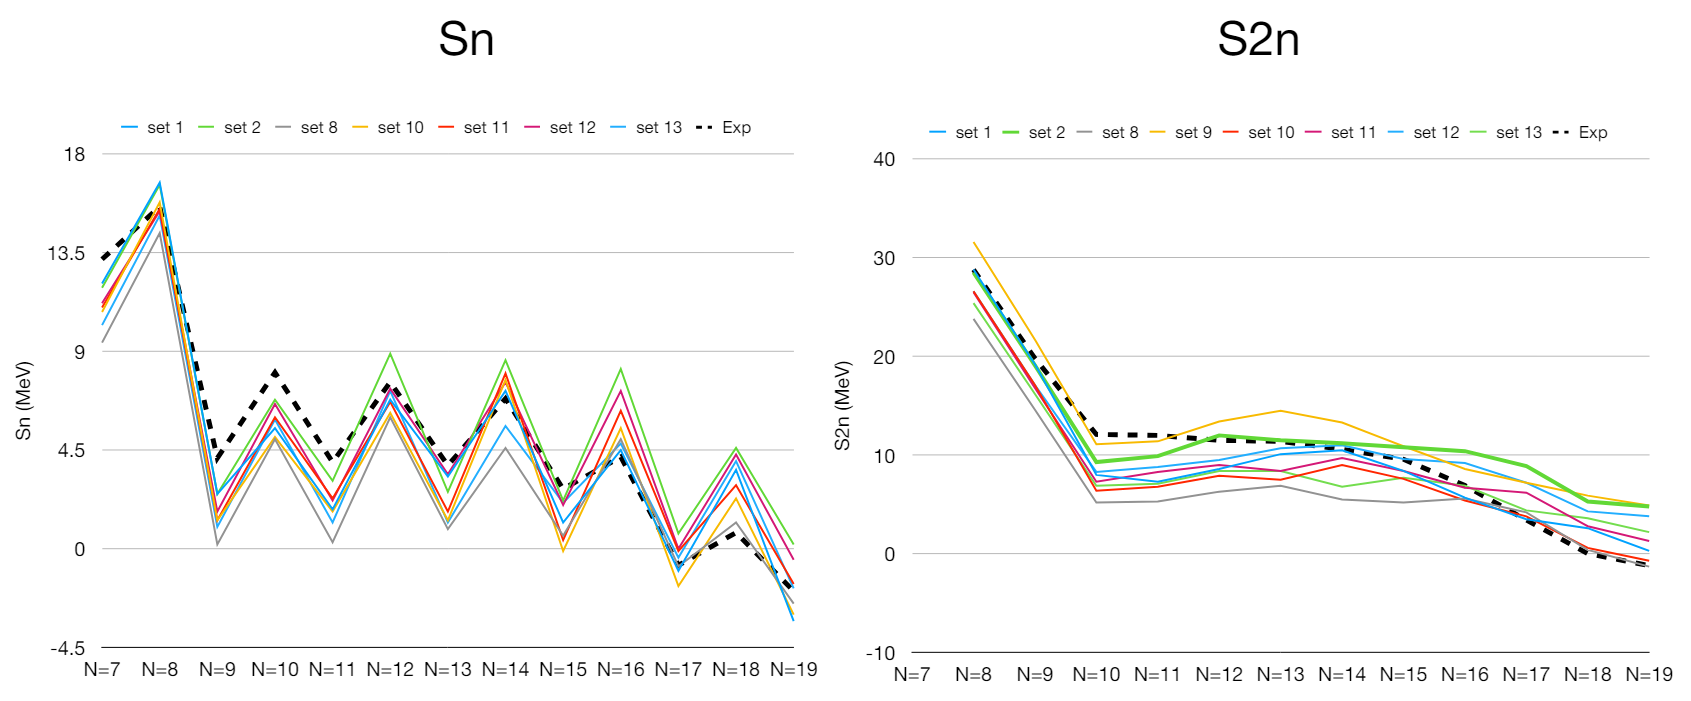 Sn
set 1 set 2 set 8 set 10 set 11 set 12 set 13 Exp
18
13.5
9
4.5
0
-4.5
Sn (MeV)
N=7 N=8 N=9 N=10 N=11 N=12 N=13 N=14 N=15 N=16 N=17 N=18 N=19
S2n
set 1 set 2 set 8 set 9 set 10 set 11 set 12 set 13 Exp
40
30
20
10
0
-10
S2n (MeV)
N=7 N=8 N=9 N=10 N=11 N=12 N=13 N=14 N=15 N=16 N=17 N=18 N=19